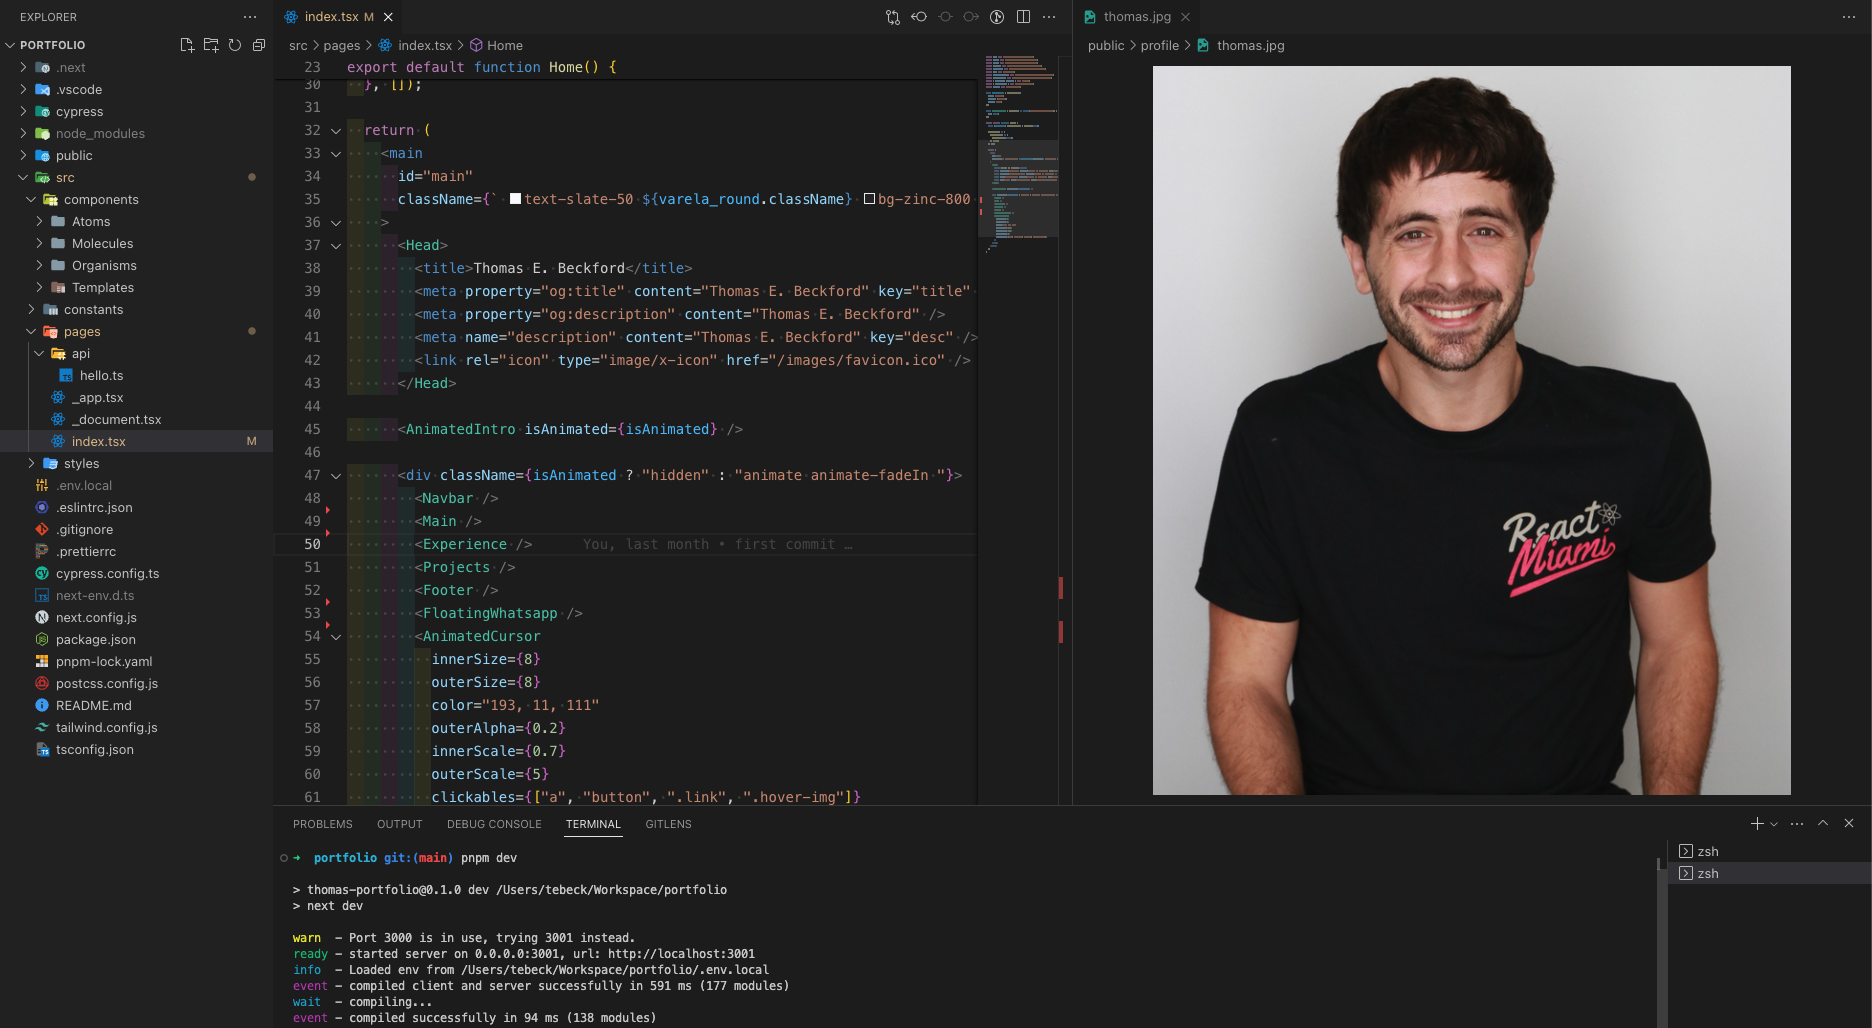 EXPLORER
PORTFOLIO
.next
.vscode
cypress
node_modules
public
src
components
Atoms
Molecules
Organisms
Templates
constants
pages
api
hello.ts
_app.tsx
_document.tsx
index.tsx M
styles
.env.local
.eslintrc.json
.gitignore
.prettierrc
cypress.config.ts
next-env.d.ts
next.config.js
package.json
pnpm-lock.yaml
postcss.config.js
README.md
tailwind.config.js
tsconfig.json
index.tsx M
src > pages > index.tsx > Home
23 export default function Home() {
30 }, []);
31
32 return (
33 <main
34 id="main"
35 className={` text-slate-50 ${varela_round.className} bg-zinc-800
36 >
37 <Head>
38 <title>Thomas E. Beckford</title>
39 <meta property="og:title" content="Thomas E. Beckford" key="title"
40 <meta property="og:description" content="Thomas E. Beckford" />
41 <meta name="description" content="Thomas E. Beckford" key="desc" />
42 <link rel="icon" type="image/x-icon" href="/images/favicon.ico" />
43 </Head>
44
45 <AnimatedIntro isAnimated={isAnimated} />
46
47 <div className={isAnimated ? "hidden" : "animate animate-fadeIn "}>
48 <Navbar />
49 <Main />
50 <Experience /> You, last month • first commit …
51 <Projects />
52 <Footer />
53 <FloatingWhatsapp />
54 <AnimatedCursor
55 innerSize={8}
56 outerSize={8}
57 color="193, 11, 111"
58 outerAlpha={0.2}
59 innerScale={0.7}
60 outerScale={5}
61 clickables={["a", "button", ".link", ".hover-img"]}
thomas.jpg
public > profile > thomas.jpg
React
Miami
PROBLEMS OUTPUT DEBUG CONSOLE TERMINAL GITLENS
➜ portfolio git:(main) pnpm dev
> thomas-portfolio@0.1.0 dev /Users/tebeck/Workspace/portfolio
> next dev
warn - Port 3000 is in use, trying 3001 instead.
ready - started server on 0.0.0.0:3001, url: http://localhost:3001
info - Loaded env from /Users/tebeck/Workspace/portfolio/.env.local
event - compiled client and server successfully in 591 ms (177 modules)
wait - compiling...
event - compiled successfully in 94 ms (138 modules)
zsh
zsh